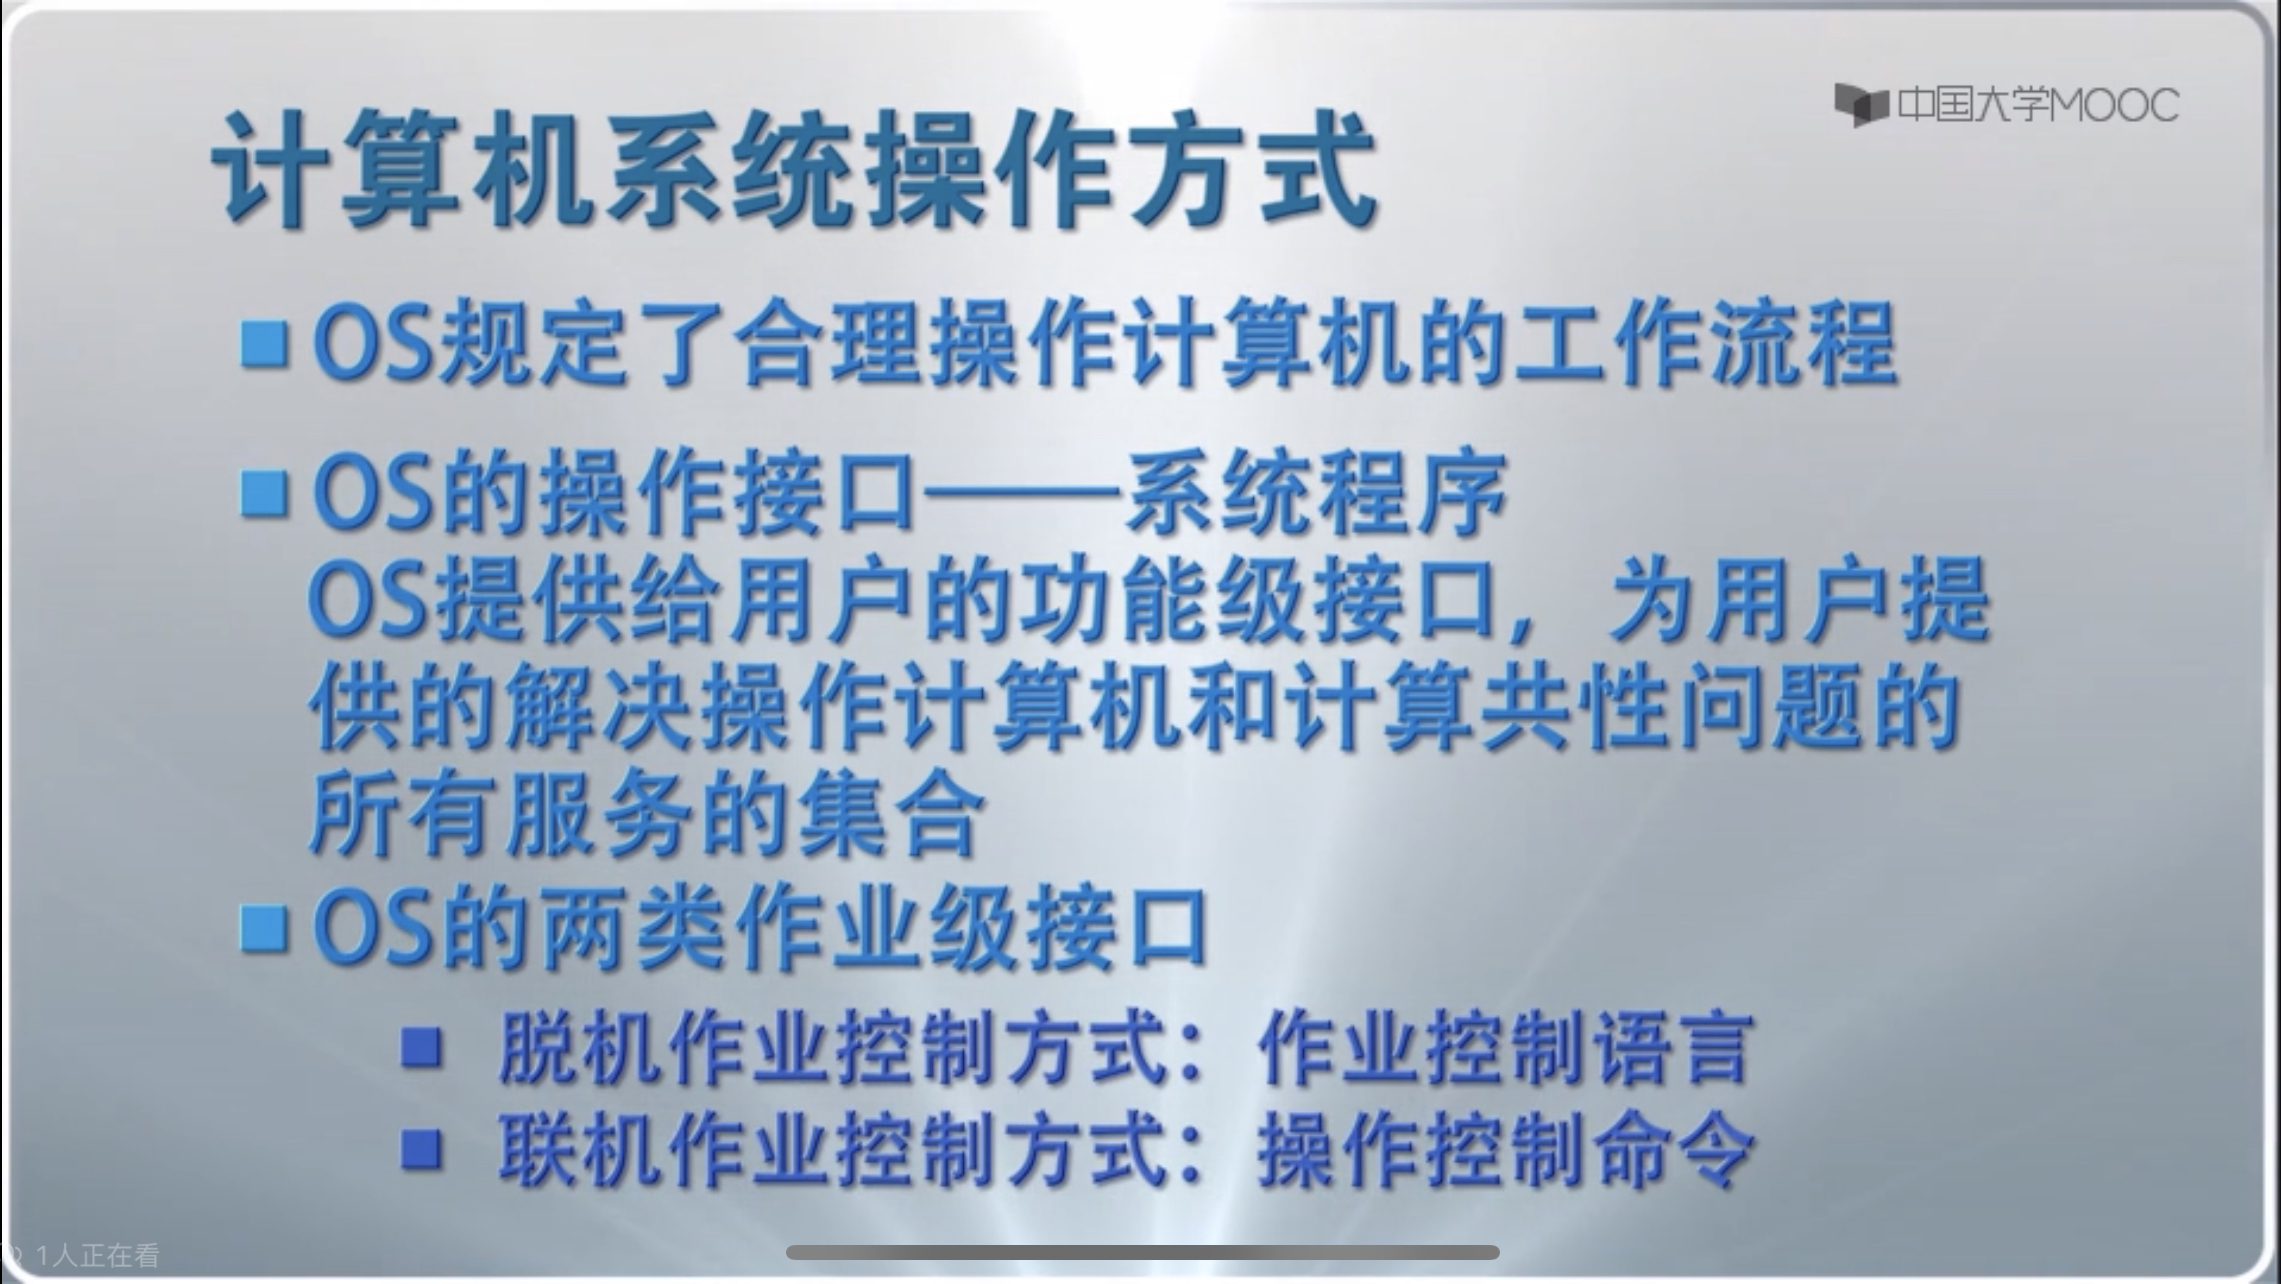 中国大学MOOC
计算机系统操作方式
OS规定了合理操作计算机的工作流程
OS的操作接口——系统程序
OS提供给用户的功能级接口，为用户提
供的解决操作计算机和计算共性问题的
所有服务的集合
OS的两类作业级接口
脱机作业控制方式：作业控制语言
联机作业控制方式：操作控制命令
1人正在看